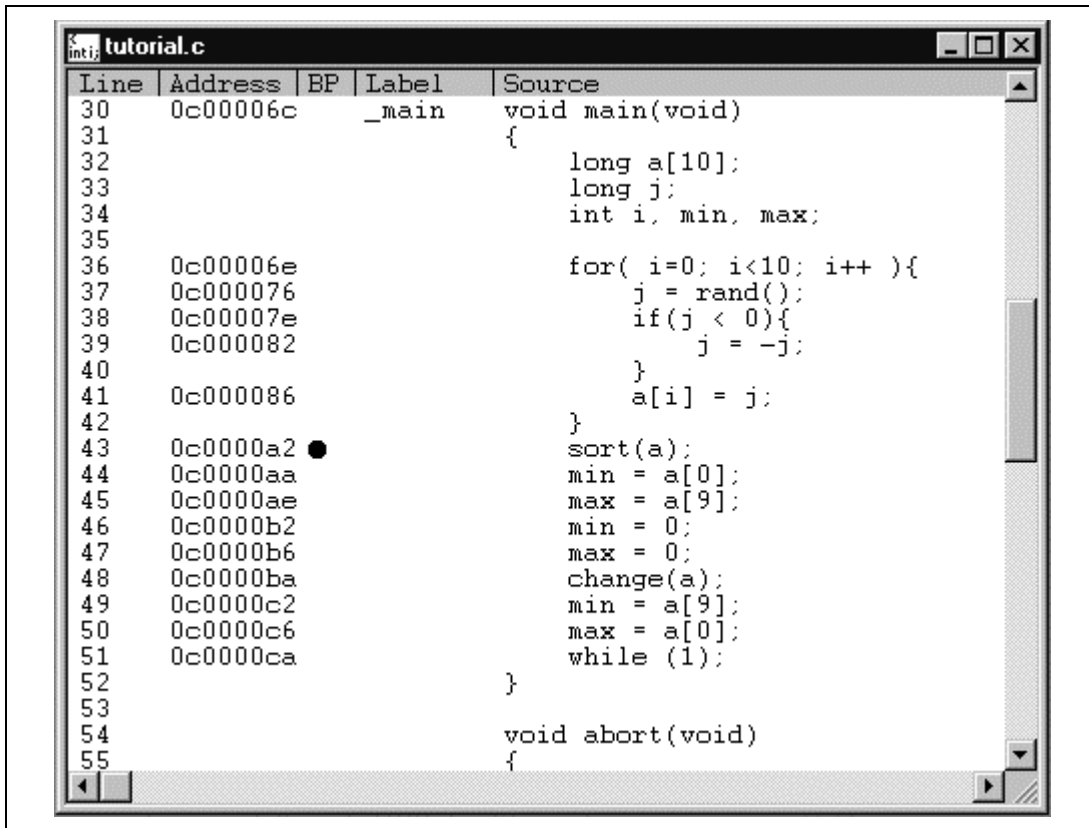 int i; tutorial.c
Line Address BP Label Source
30 0c00006c _main void main(void)
31 {
32 long a[10];
33 long j;
34 int i, min, max;
35
36 0c00006e for( i=0; i<10; i++ ){
37 0c000076 j = rand();
38 0c00007e if(j < 0){
39 0c000082 j = -j;
40 }
41 0c000086 a[i] = j;
42 }
43 0c0000a2 ● sort(a);
44 0c0000aa min = a[0];
45 0c0000ae max = a[9];
46 0c0000b2 min = 0;
47 0c0000b6 max = 0;
48 0c0000ba change(a);
49 0c0000c2 min = a[9];
50 0c0000c6 max = a[0];
51 0c0000ca while (1);
52 }
53
54 void abort(void)
55 {